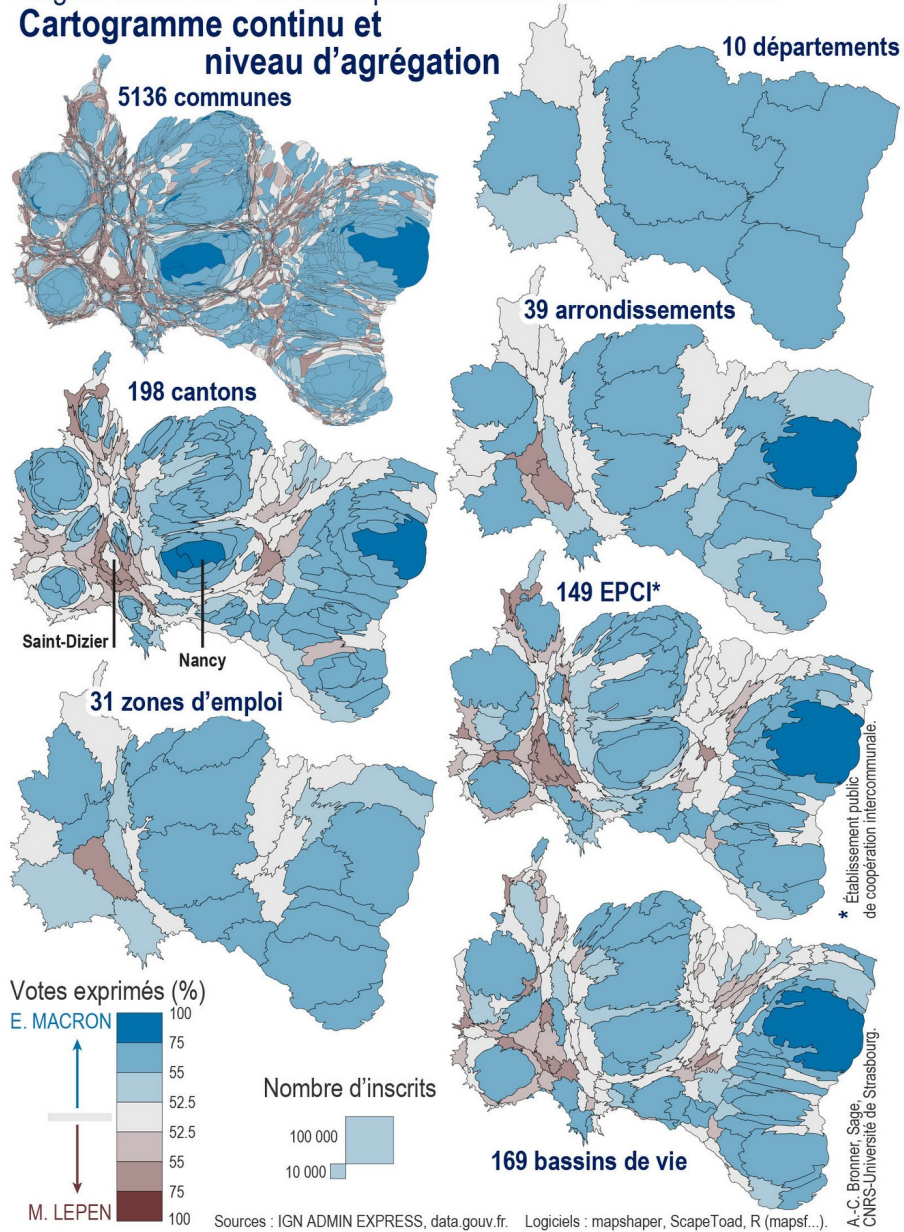 Cartogramme continu et
niveau d'agrégation
5136 communes
10 départements
39 arrondissements
198 cantons
Saint-Dizier
Nancy
149 EPCI*
31 zones d'emploi
* Établissement public
de coopération intercommunale.
169 bassins de vie
Votes exprimés (%)
E. MACRON
M. LEPEN
100
75
55
52.5
52.5
55
75
100
Nombre d'inscrits
100 000
10 000
Sources : IGN ADMIN EXPRESS, data.gouv.fr. Logiciels : mapshaper, ScapeToad, R (mapsf...).
A.-C. Bronner, Sage,
CNRS-Université de Strasbourg.